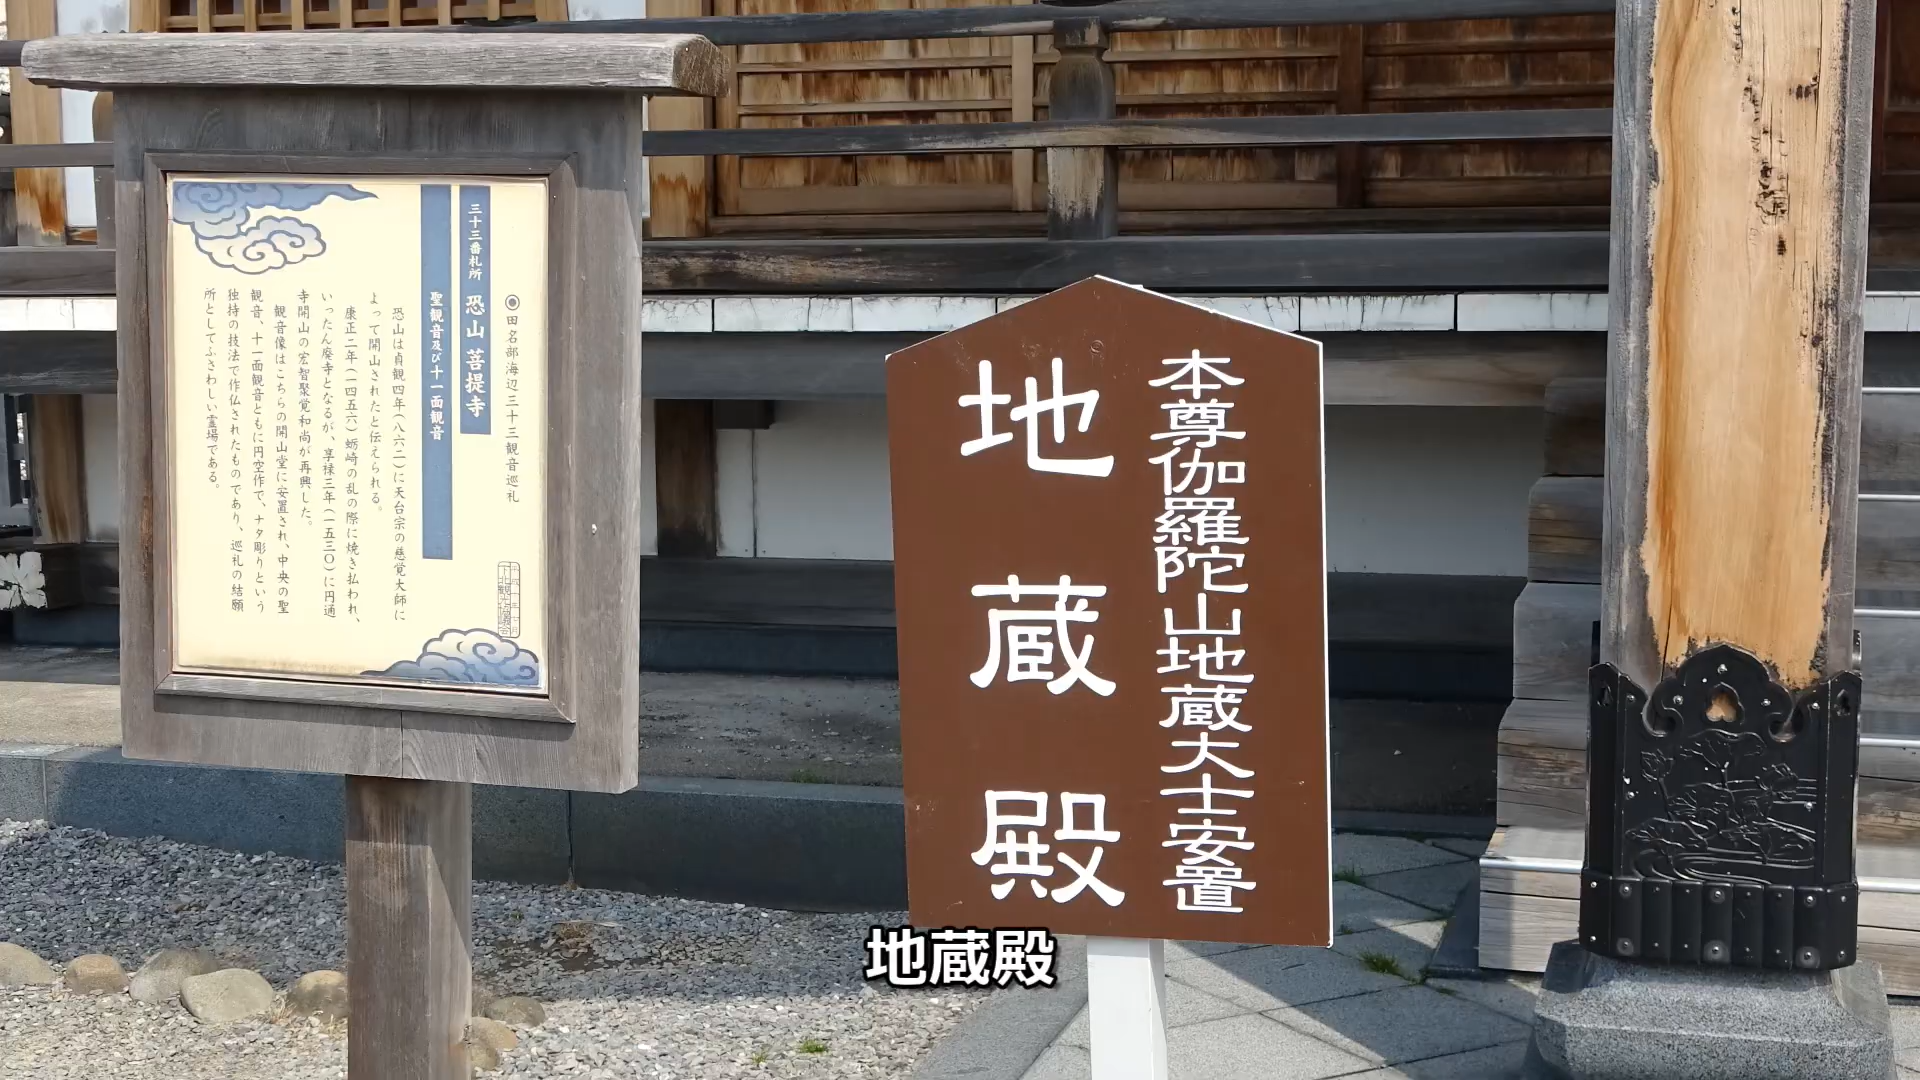 ◉田名部海辺三十三観音巡礼
三十三番札所 恐山 菩提寺
聖観音及び十一面観音
恐山は貞観四年(八六二)に天台宗の慈覚大師に
よって開山されたと伝えられる。
康正二年(一四五六)蛎崎の乱の際に焼き払われ、
いったん廃寺となるが、享禄三年(一五三〇)に円通
寺開山の宏智聚覚和尚が再興した。
観音像はこちらの開山堂に安置され、中央の聖
観音、十一面観音ともに円空作で、ナタ彫りという
独持の技法で作仏されたものであり、巡礼の結願
所としてふさわしい霊場である。
下北観光協議会
本尊伽羅陀山地蔵大士安置
地蔵殿
地蔵殿